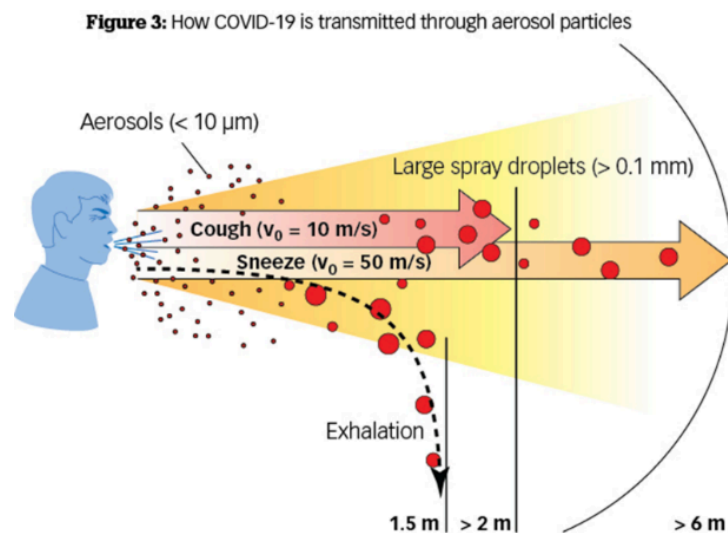 Figure 3: How COVID-19 is transmitted through aerosol particles
Aerosols (< 10 μm)
Large spray droplets (> 0.1 mm)
Cough (v₀ = 10 m/s)
Sneeze (v₀ = 50 m/s)
Exhalation
1.5 m
> 2 m
> 6 m